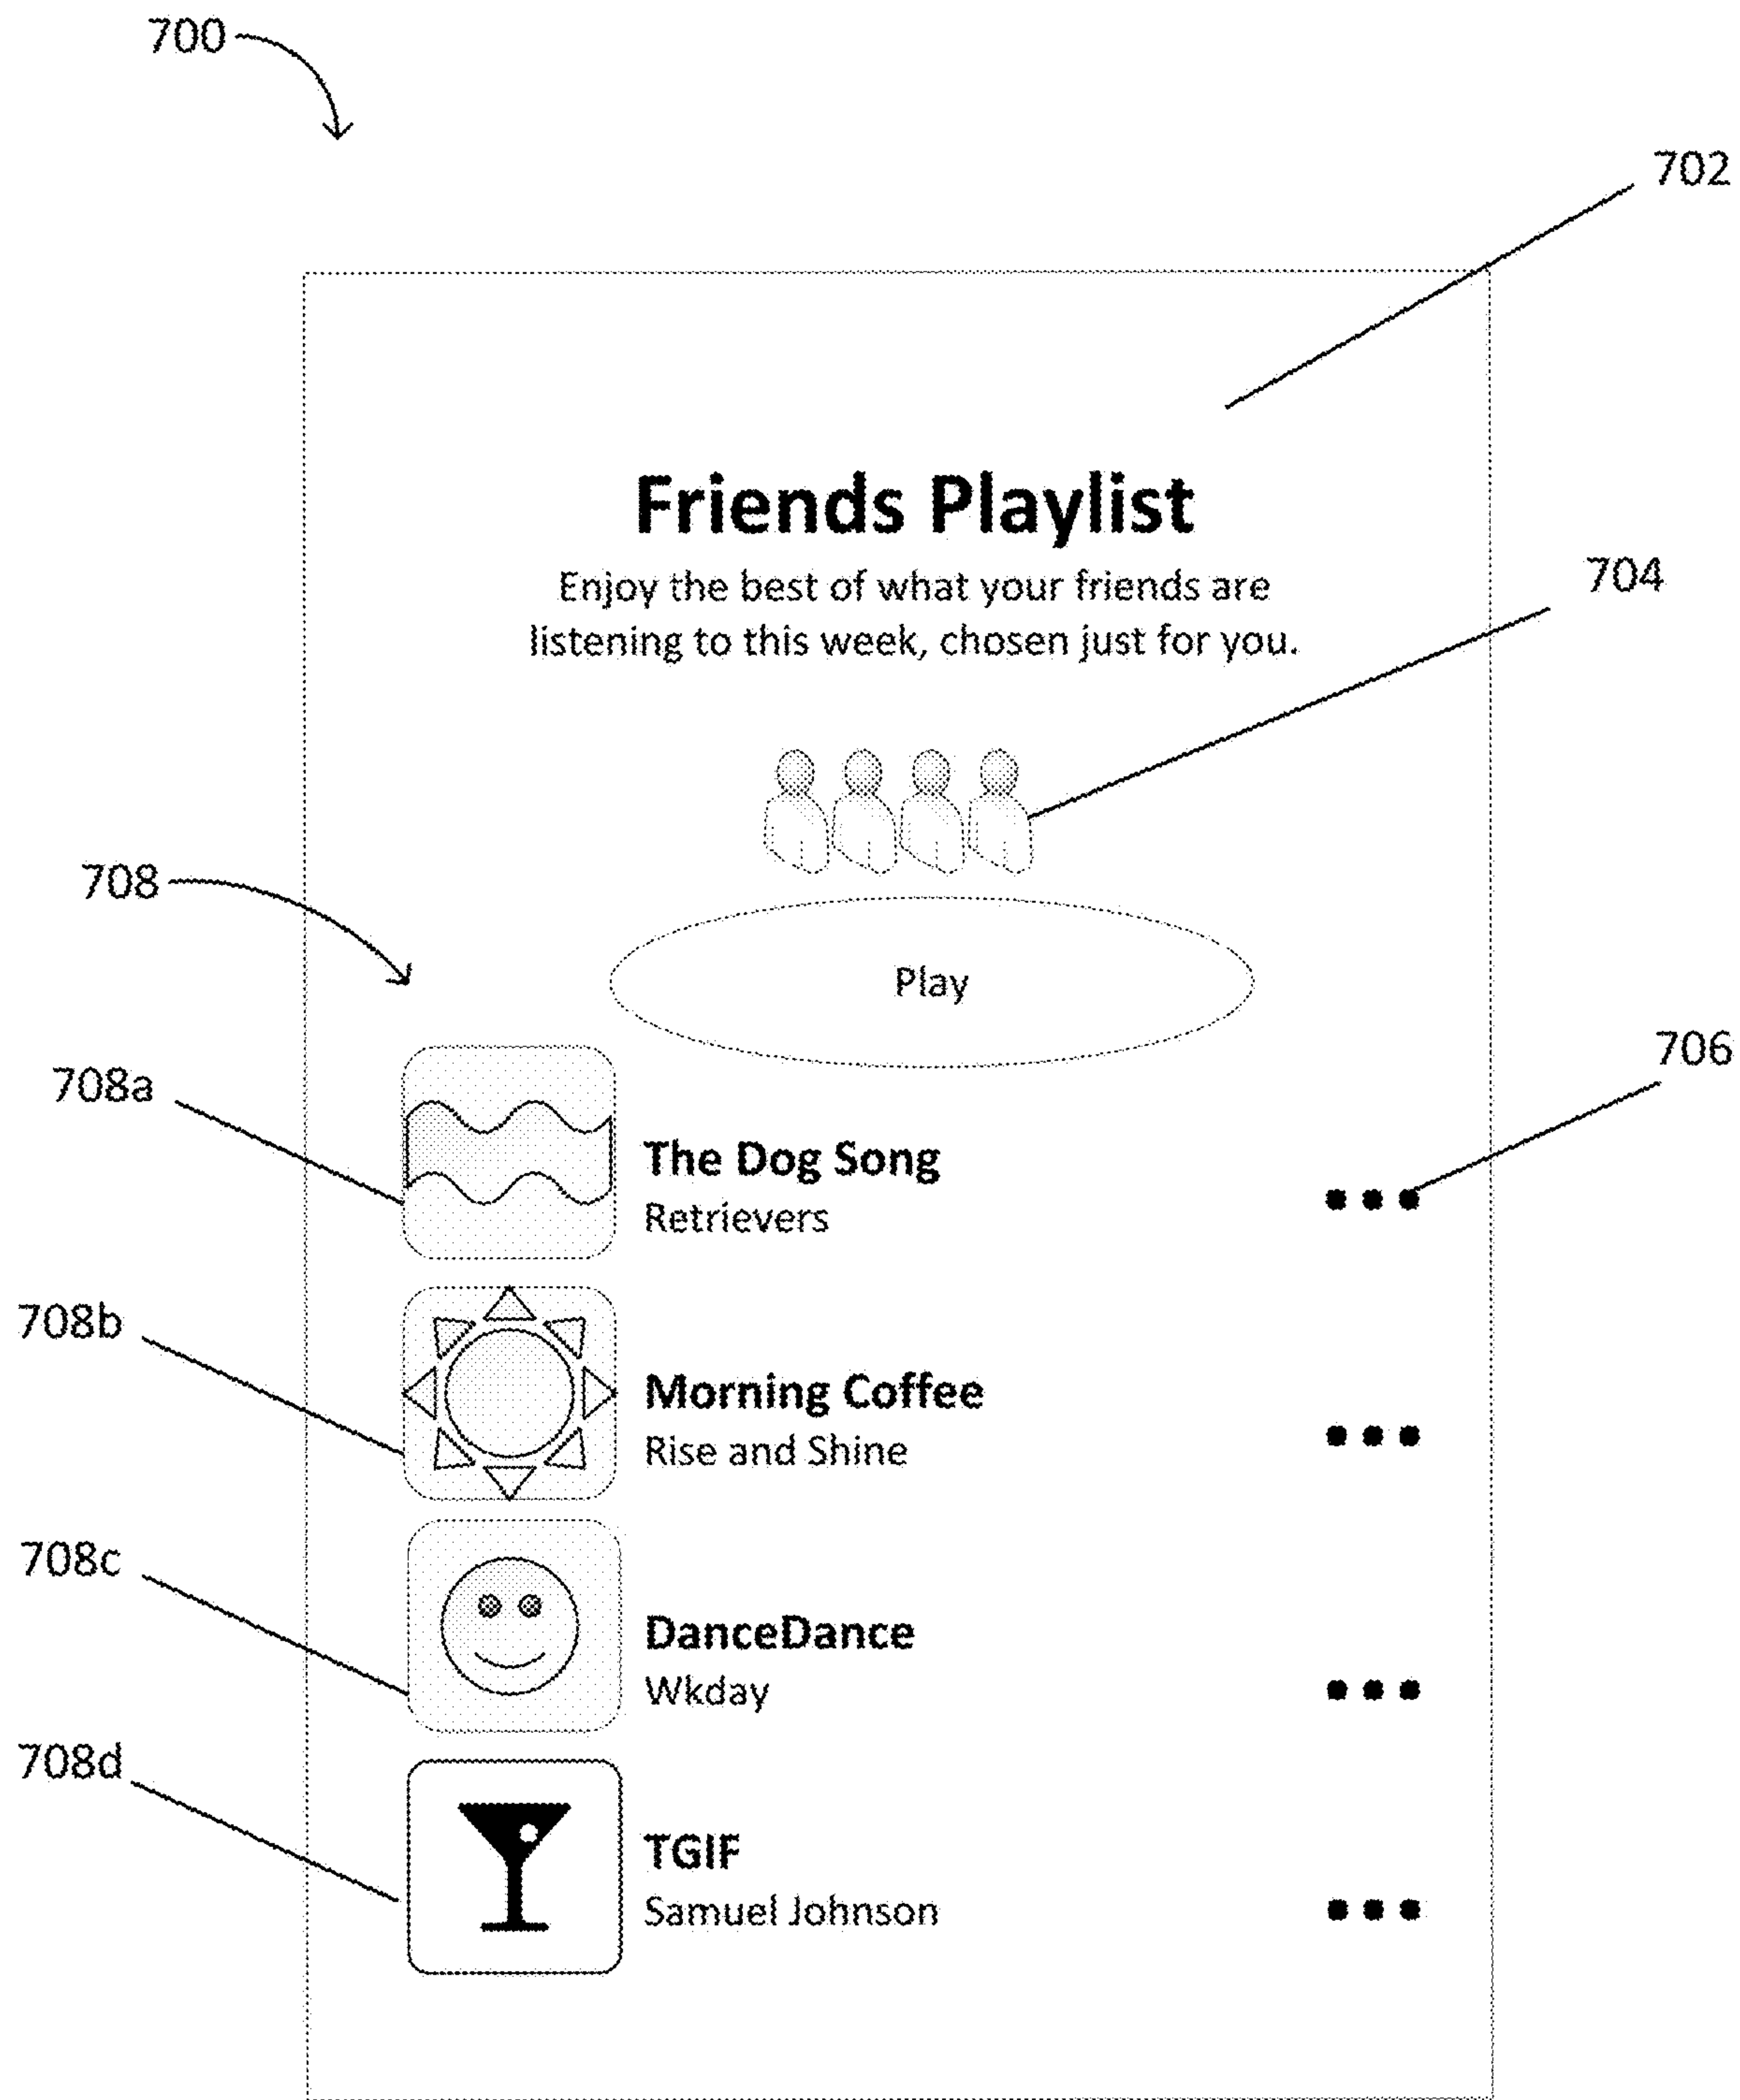 700
702
Friends Playlist
Enjoy the best of what your friends are
listening to this week, chosen just for you.
704
708
Play
706
708a
The Dog Song
Retrievers
708b
Morning Coffee
Rise and Shine
708c
DanceDance
Wkday
708d
TGIF
Samuel Johnson